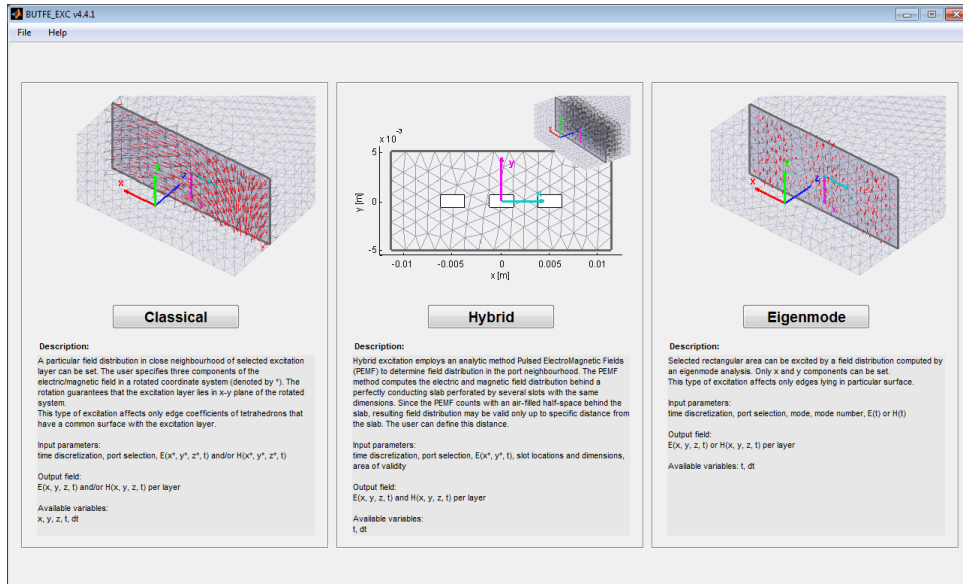 BUTFE_EXC v4.4.1
File Help
x
y
z
x 10⁻³
5
0
-5
y [m]
y
-0.01 -0.005 0 0.005 0.01
x [m]
x
y
z
Classical
Hybrid
Eigenmode
Description:
A particular field distribution in close neighbourhood of selected excitation
layer can be set. The user specifies three components of the
electric/magnetic field in a rotated coordinate system (denoted by *). The
rotation guarantees that the excitation layer lies in x-y plane of the rotated
system.
This type of excitation affects only edge coefficients of tetrahedrons that
have a common surface with the excitation layer.
Input parameters:
time discretization, port selection, E(x*, y*, z*, t) and/or H(x*, y*, z*, t)
Output field:
E(x, y, z, t) and/or H(x, y, z, t) per layer
Available variables:
x, y, z, t, dt
Description:
Hybrid excitation employs an analytic method Pulsed ElectroMagnetic Fields
(PEMF) to determine field distribution in the port neighbourhood. The PEMF
method computes the electric and magnetic field distribution behind a
perfectly conducting slab perforated by several slots with the same
dimensions. Since the PEMF counts with an air-filled half-space behind the
slab, resulting field distribution may be valid only up to specific distance from
the slab. The user can define this distance.
Input parameters:
time discretization, port selection, E(x*, y*, t), slot locations and dimensions,
area of validity
Output field:
E(x, y, z, t) and H(x, y, z, t) per layer
Available variables:
t, dt
Description:
Selected rectangular area can be excited by a field distribution computed by
an eigenmode analysis. Only x and y components can be set.
This type of excitation affects only edges lying in particular surface.
Input parameters:
time discretization, port selection, mode, mode number, E(t) or H(t)
Output field:
E(x, y, z, t) or H(x, y, z, t) per layer
Available variables: t, dt